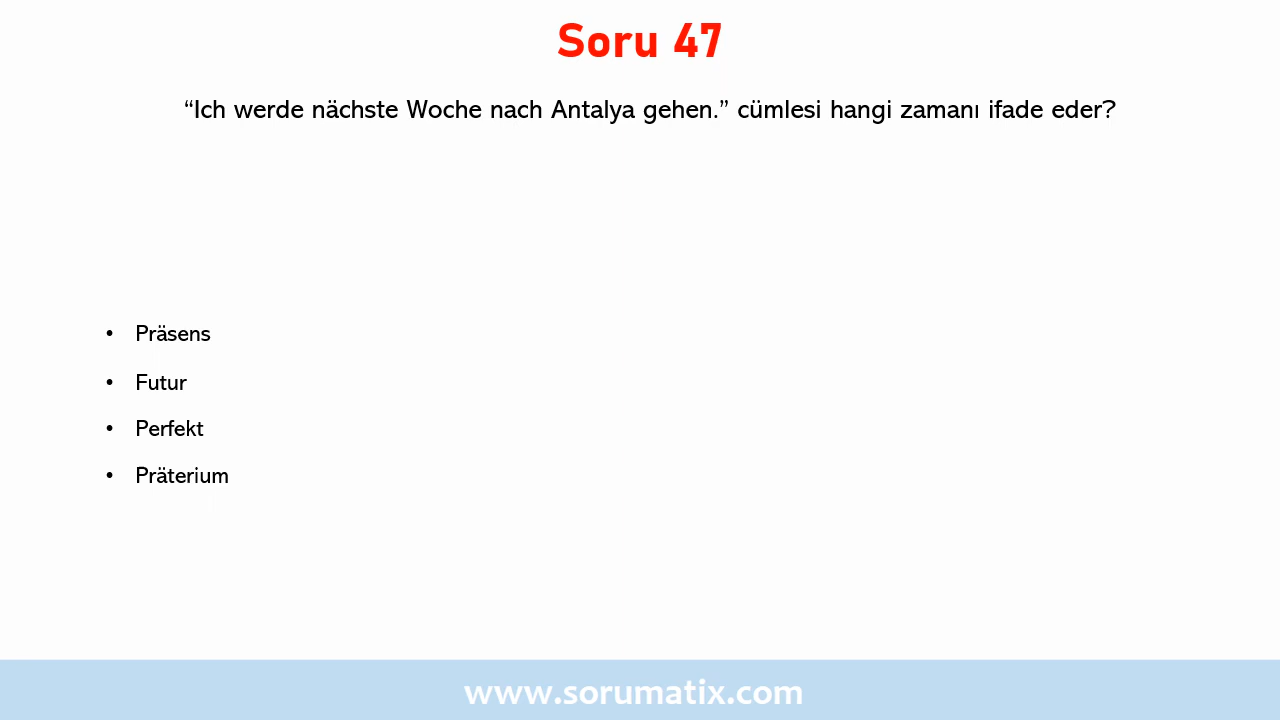 Soru 47
“Ich werde nächste Woche nach Antalya gehen.” cümlesi hangi zamanı ifade eder?
• Präsens
• Futur
• Perfekt
• Präterium
www.sorumatix.com